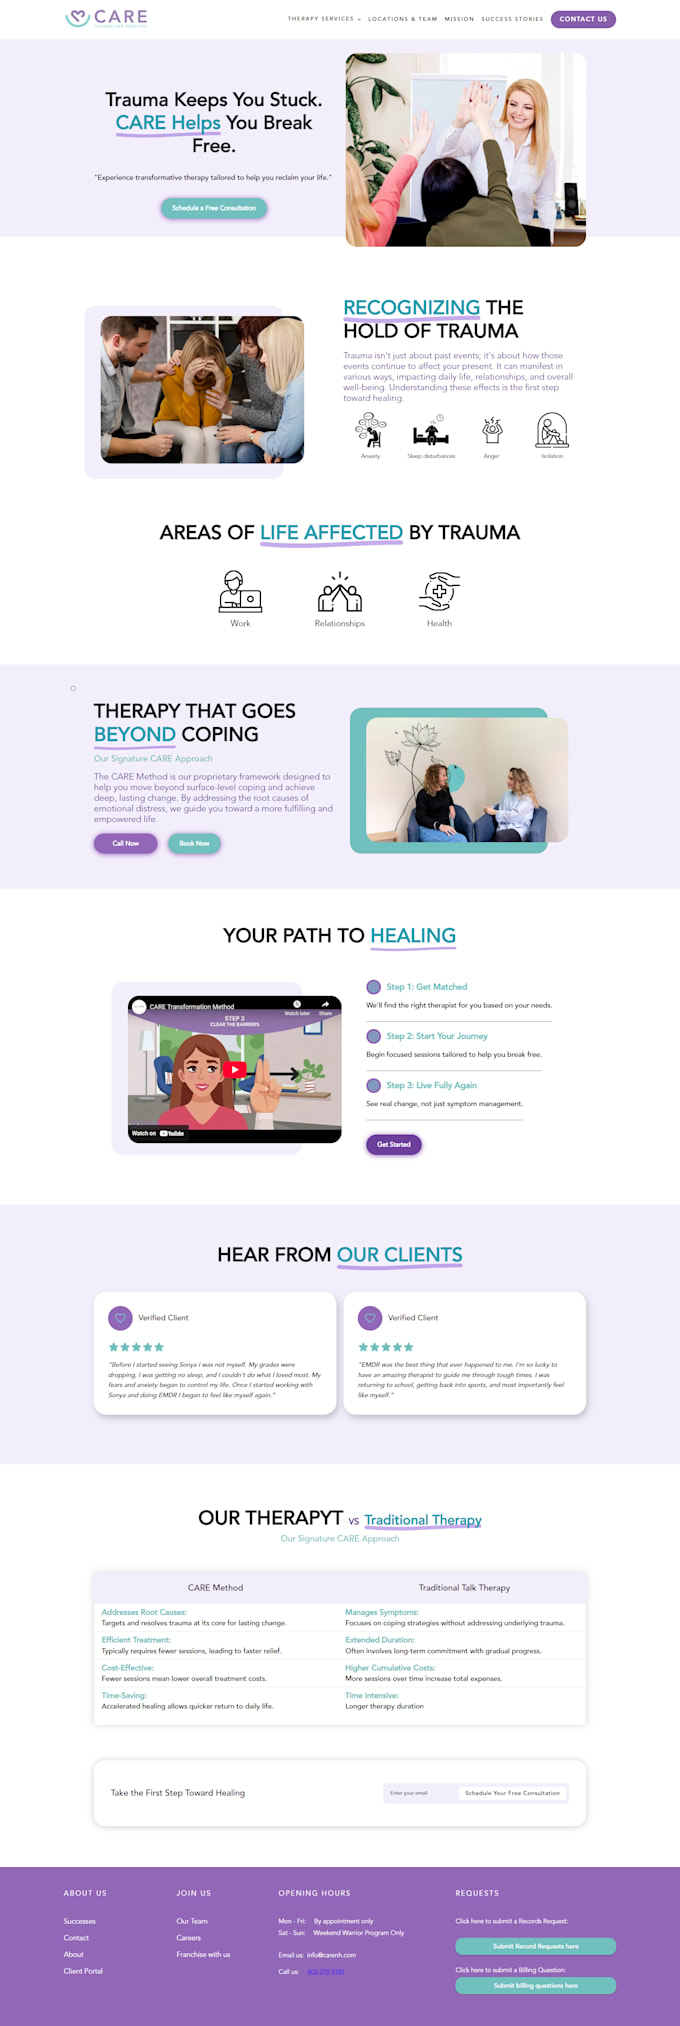 CARE
COUNSELING SERVICES
THERAPY SERVICES
LOCATIONS & TEAM
MISSION
SUCCESS STORIES
CONTACT US
Trauma Keeps You Stuck.
CARE Helps You Break
Free.
"Experience transformative therapy tailored to help you reclaim your life."
Schedule a Free Consultation
RECOGNIZING THE
HOLD OF TRAUMA
Trauma isn't just about past events; it's about how those
events continue to affect your present. It can manifest in
various ways, impacting daily life, relationships, and overall
well-being. Understanding these effects is the first step
toward healing.
Anxiety
Sleep disturbances
Anger
Isolation
AREAS OF LIFE AFFECTED BY TRAUMA
Work
Relationships
Health
THERAPY THAT GOES
BEYOND COPING
Our Signature CARE Approach
The CARE Method is our proprietary framework designed to
help you move beyond surface-level coping and achieve
deep, lasting change. By addressing the root causes of
emotional distress, we guide you toward a more fulfilling and
empowered life.
Call Now
Book Now
YOUR PATH TO HEALING
CARE Transformation Method
Watch later
Share
STEP 3
CLEAR THE BARRIERS
Watch on YouTube
Step 1: Get Matched
We'll find the right therapist for you based on your needs.
Step 2: Start Your Journey
Begin focused sessions tailored to help you break free.
Step 3: Live Fully Again
See real change, not just symptom management.
Get Started
HEAR FROM OUR CLIENTS
Verified Client
"Before I started seeing Sonya I was not myself. My grades were
dropping, I was getting no sleep, and I couldn't do what I loved most. My
fears and anxiety began to control my life. Once I started working with
Sonya and doing EMDR I began to feel like myself again."
Verified Client
"EMDR was the best thing that ever happened to me. I'm so lucky to
have an amazing therapist to guide me through tough times. I was
returning to school, getting back into sports, and most importantly feel
like myself."
OUR THERAPYT vs Traditional Therapy
Our Signature CARE Approach
CARE Method
Traditional Talk Therapy
Addresses Root Causes:
Targets and resolves trauma at its core for lasting change.
Manages Symptoms:
Focuses on coping strategies without addressing underlying trauma.
Efficient Treatment:
Typically requires fewer sessions, leading to faster relief.
Extended Duration:
Often involves long-term commitment with gradual progress.
Cost-Effective:
Fewer sessions mean lower overall treatment costs.
Higher Cumulative Costs:
More sessions over time increase total expenses.
Time-Saving:
Accelerated healing allows quicker return to daily life.
Time Intensive:
Longer therapy duration
Take the First Step Toward Healing
Enter your email
Schedule Your Free Consultation
ABOUT US
Successes
Contact
About
Client Portal
JOIN US
Our Team
Careers
Franchise with us
OPENING HOURS
Mon - Fri: By appointment only
Sat - Sun: Weekend Warrior Program Only
Email us: info@carenh.com
Call us: 603-270-9191
REQUESTS
Click here to submit a Records Request:
Submit Record Requests here
Click here to submit a Billing Question:
Submit billing questions here